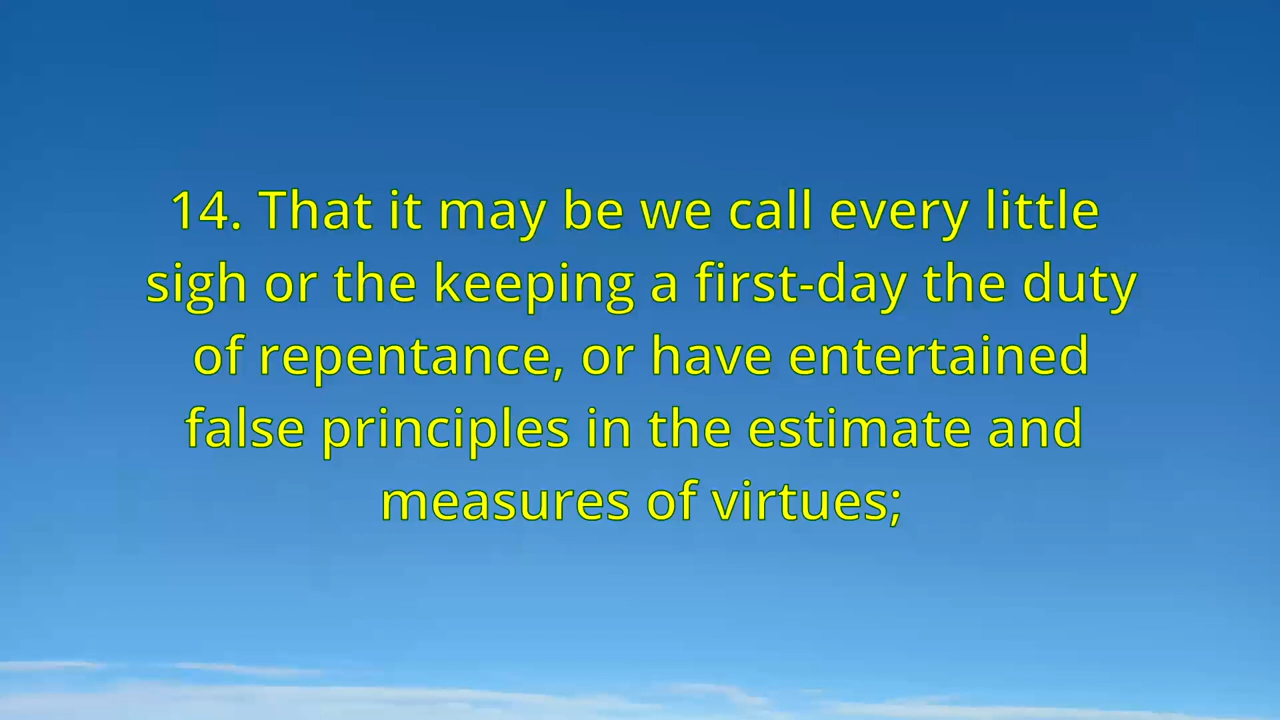 14. That it may be we call every little
sigh or the keeping a first-day the duty
of repentance, or have entertained
false principles in the estimate and
measures of virtues;